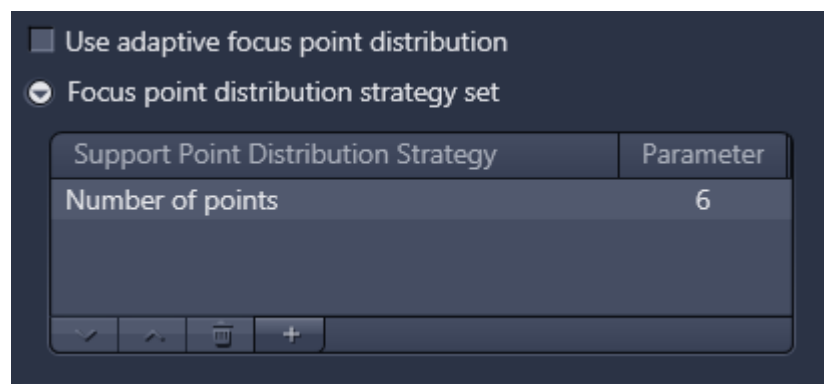 Use adaptive focus point distribution
Focus point distribution strategy set
Support Point Distribution Strategy Parameter
Number of points 6